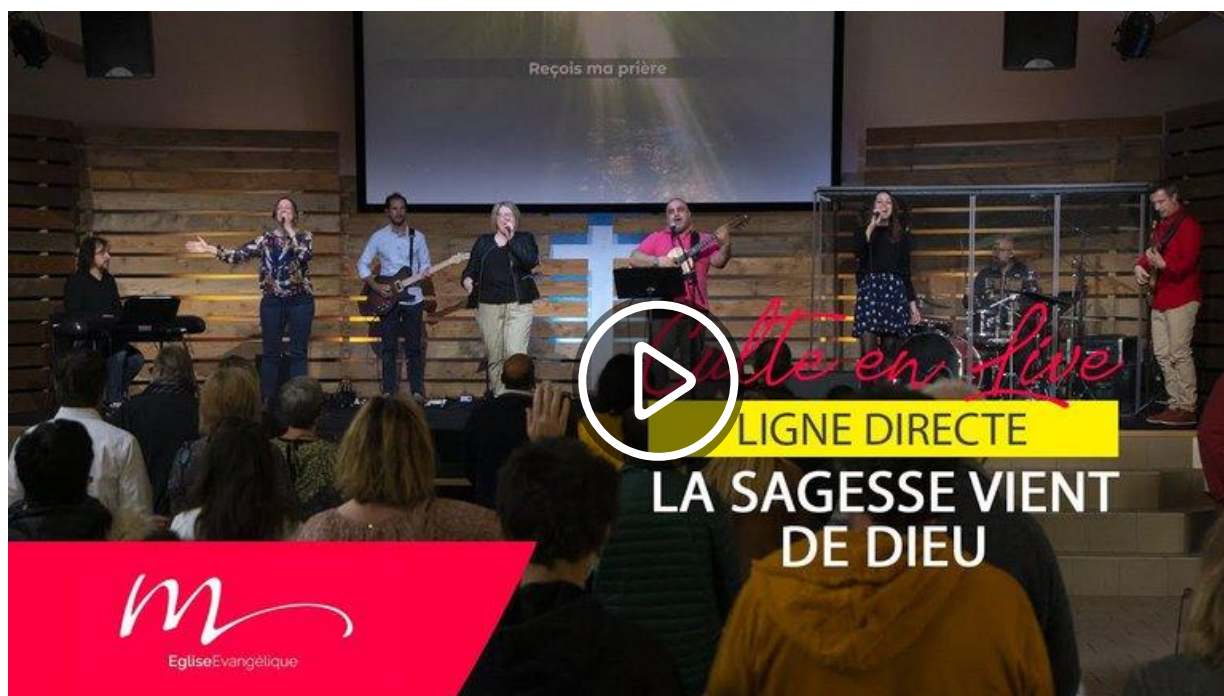 Reçois ma prière
Culte en Live
LIGNE DIRECTE
LA SAGESSE VIENT
DE DIEU
m
EgliseEvangélique